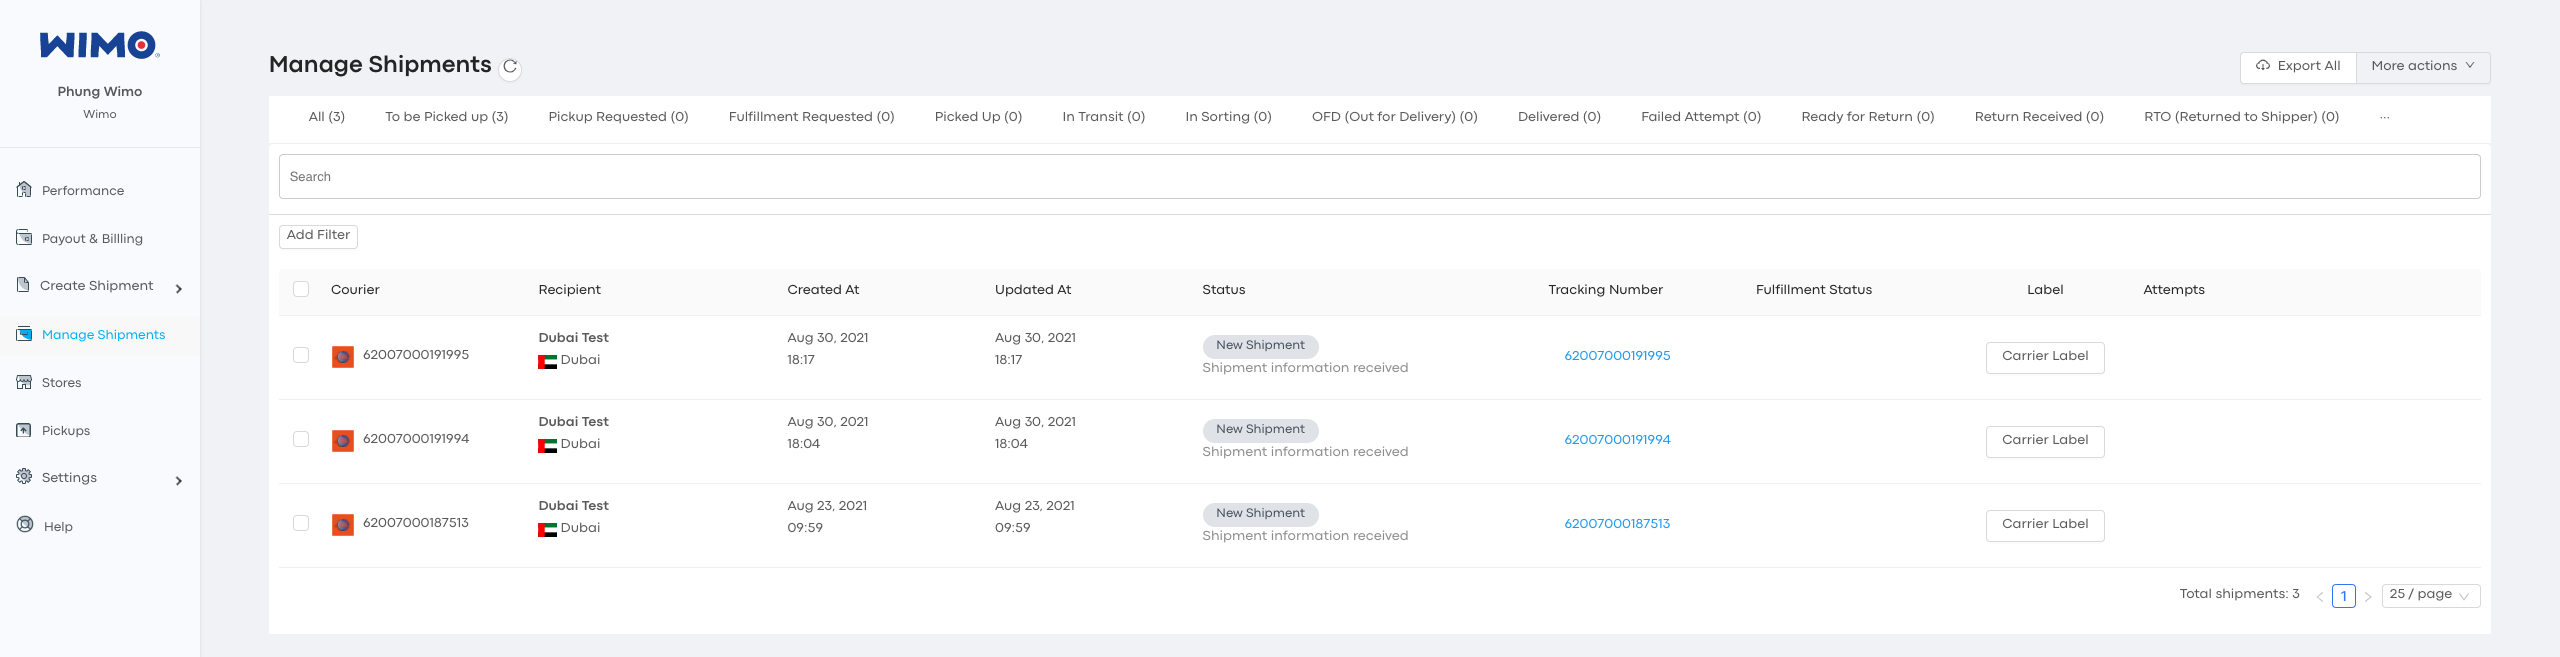 WIMO
Phung Wimo
Wimo
Performance
Payout & Billling
Create Shipment
Manage Shipments
Stores
Pickups
Settings
Help
Manage Shipments
Export All
More actions
All (3)
To be Picked up (3)
Pickup Requested (0)
Fulfillment Requested (0)
Picked Up (0)
In Transit (0)
In Sorting (0)
OFD (Out for Delivery) (0)
Delivered (0)
Failed Attempt (0)
Ready for Return (0)
Return Received (0)
RTO (Returned to Shipper) (0)
...
Search
Add Filter
Courier
Recipient
Created At
Updated At
Status
Tracking Number
Fulfillment Status
Label
Attempts
62007000191995
Dubai Test
Dubai
Aug 30, 2021
18:17
Aug 30, 2021
18:17
New Shipment
Shipment information received
62007000191995
Carrier Label
62007000191994
Dubai Test
Dubai
Aug 30, 2021
18:04
Aug 30, 2021
18:04
New Shipment
Shipment information received
62007000191994
Carrier Label
62007000187513
Dubai Test
Dubai
Aug 23, 2021
09:59
Aug 23, 2021
09:59
New Shipment
Shipment information received
62007000187513
Carrier Label
Total shipments: 3
1
25 / page